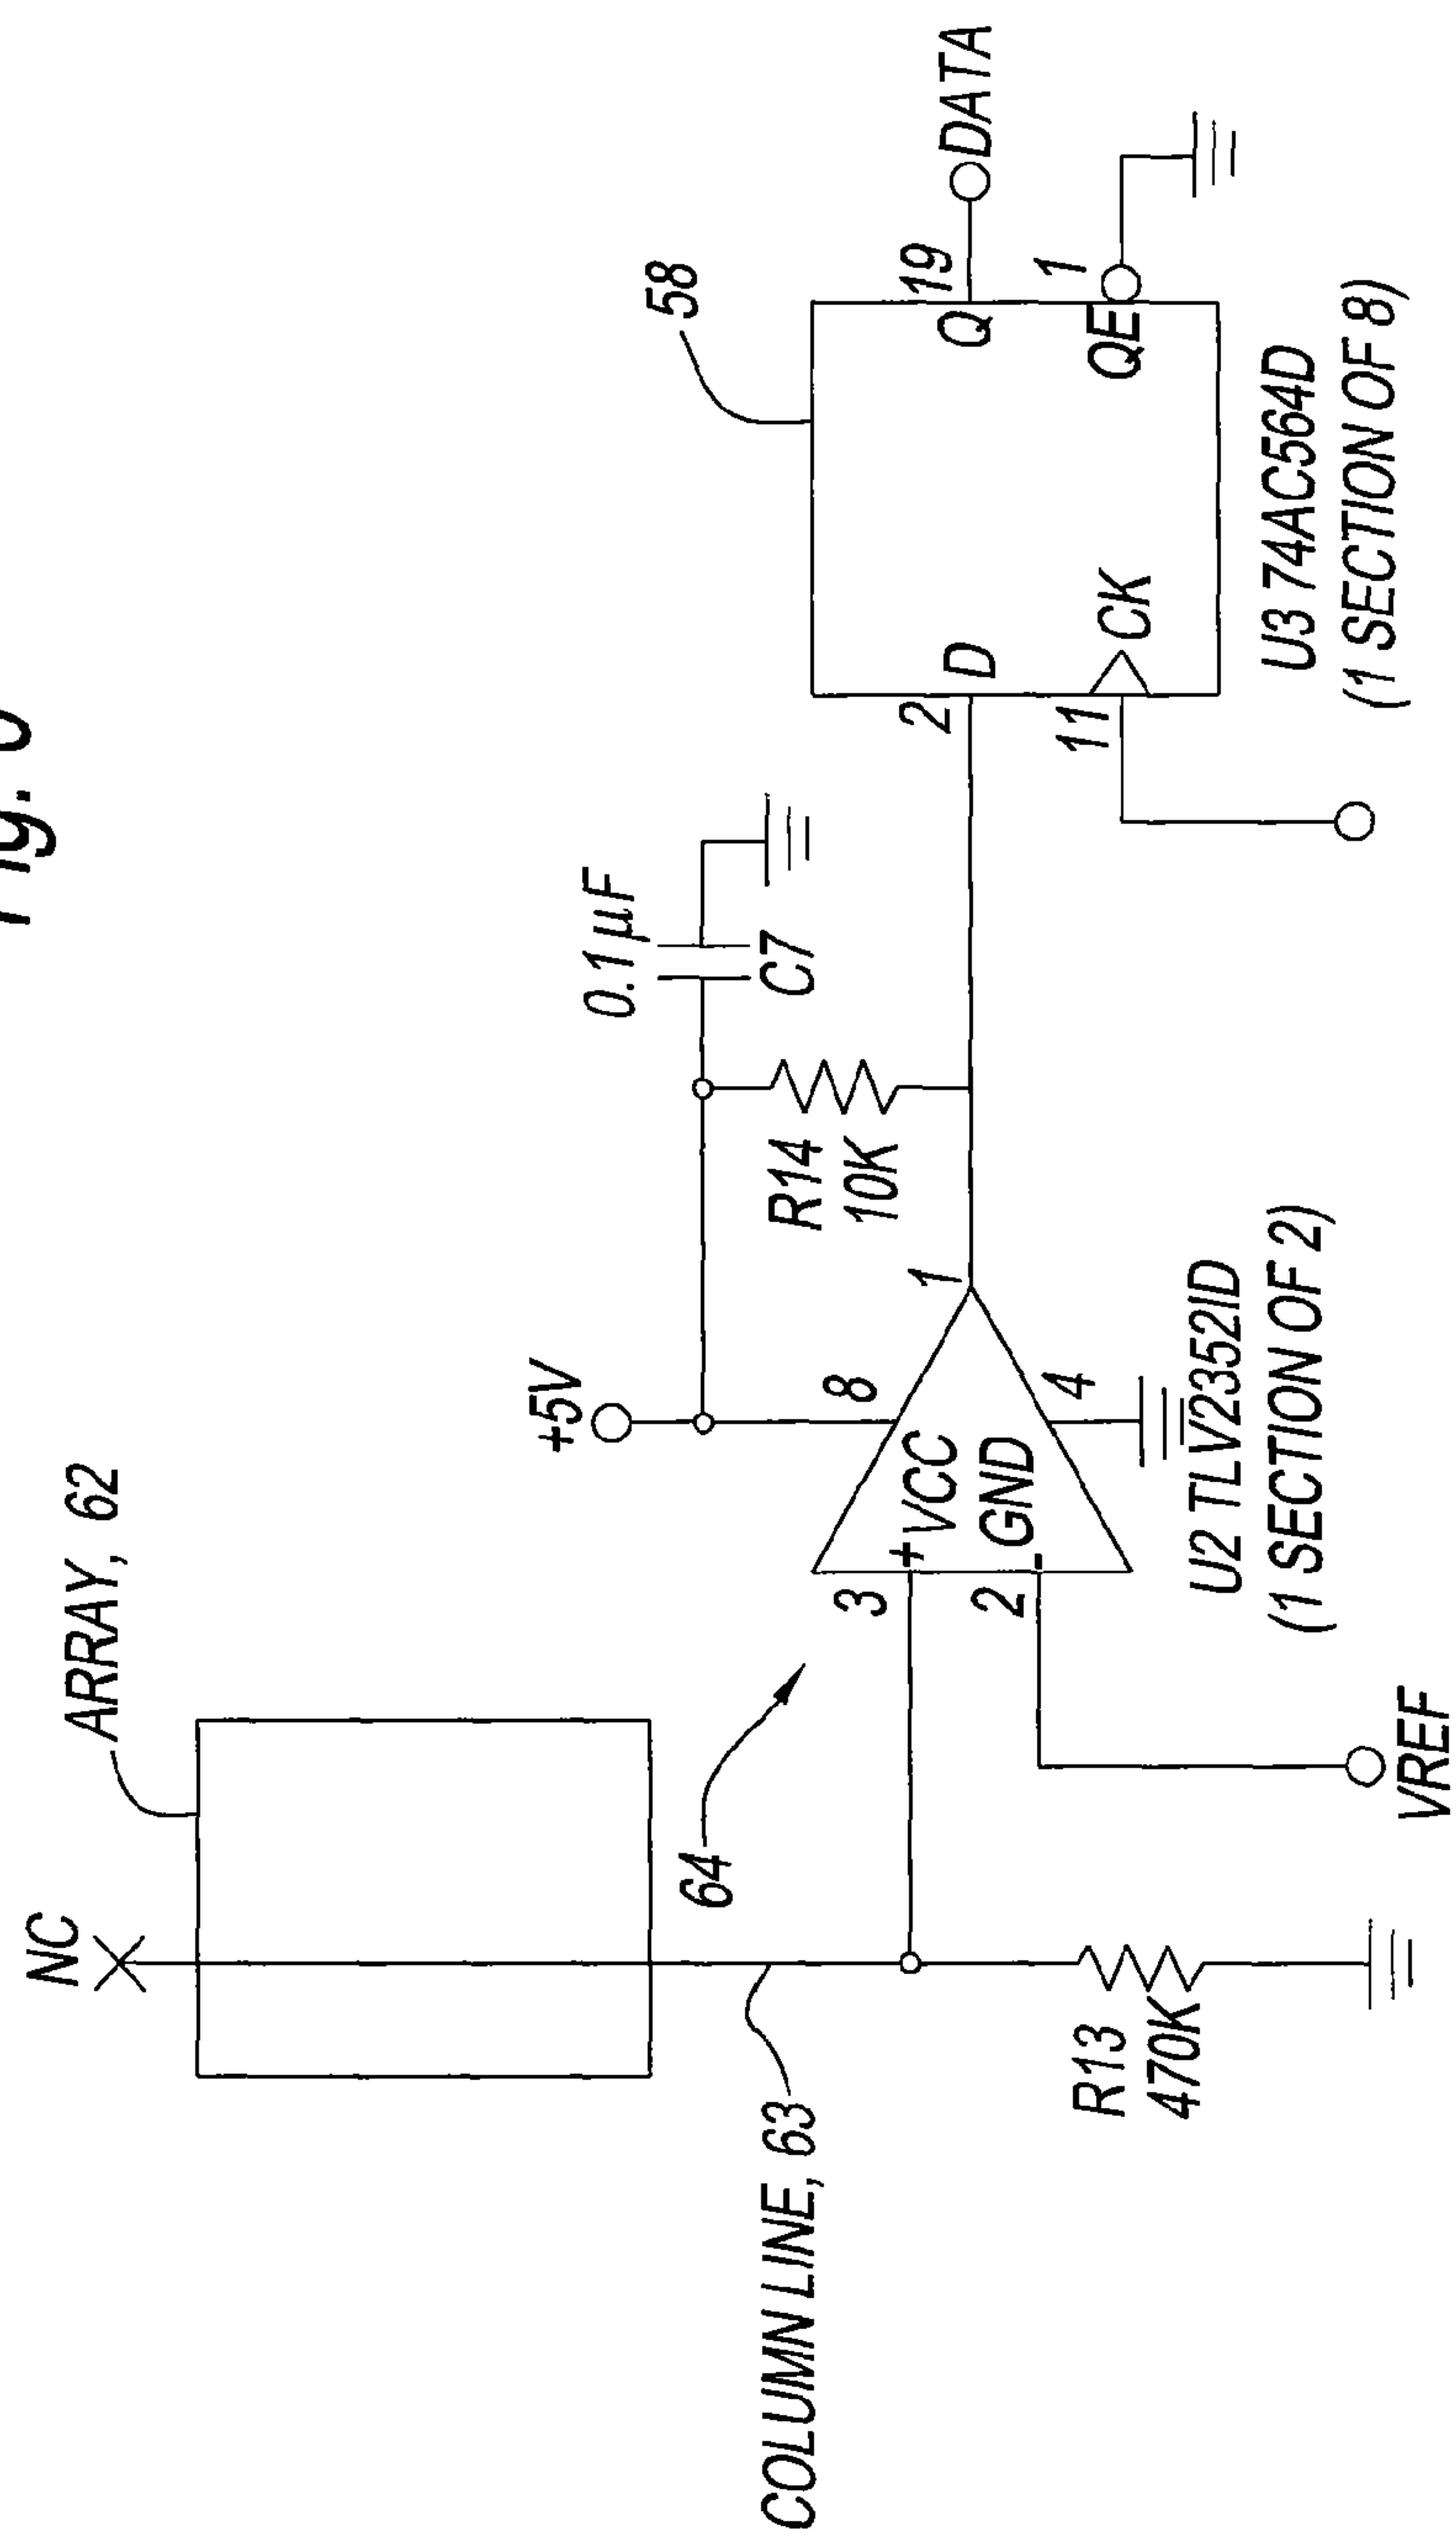 NC
ARRAY, 62
COLUMN LINE, 63
64
R13
470K
VREF
3
2
+VCC
-GND
+5V
8
4
1
U2 TLV2352ID
(1 SECTION OF 2)
R14
10K
0.1 µF
C7
58
2
D
11
CK
Q
19
QE
1
DATA
U3 74AC564D
(1 SECTION OF 8)